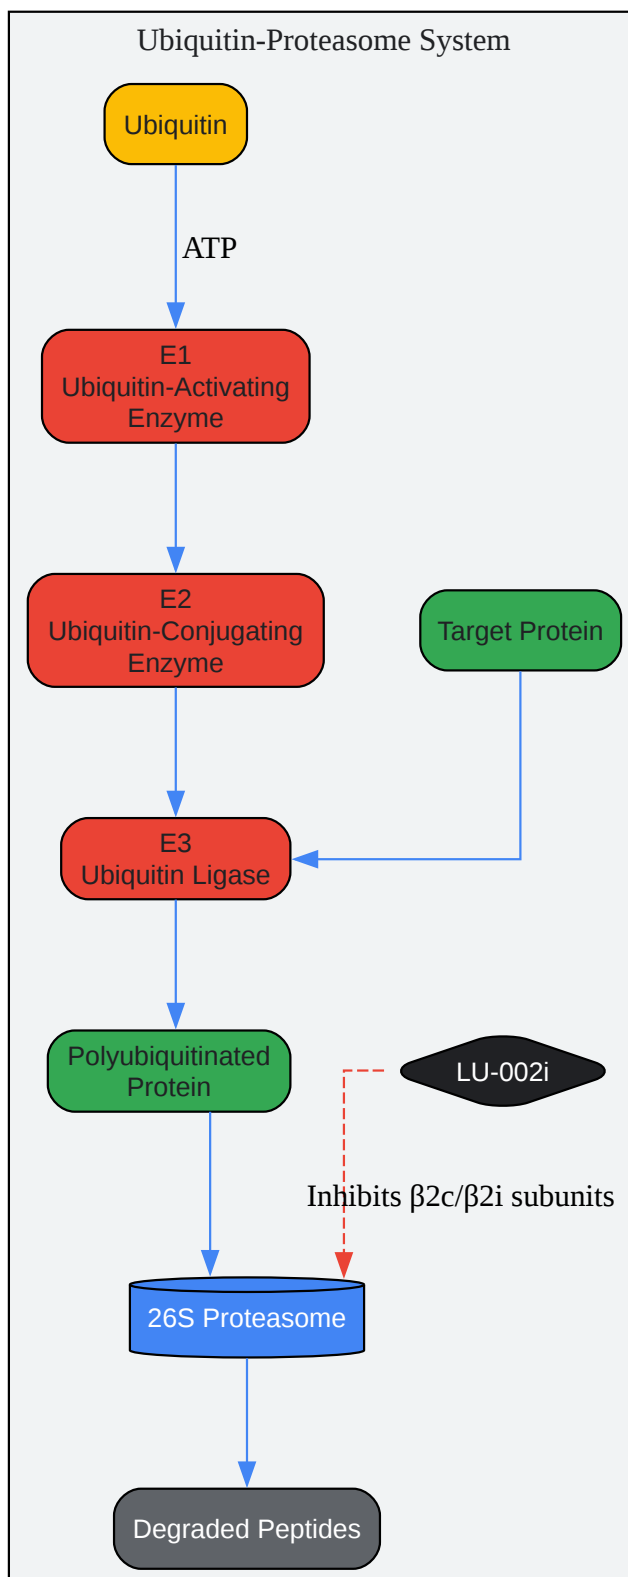 Ubiquitin-Proteasome System
Ubiquitin
ATP
E1
Ubiquitin-Activating
Enzyme
E2
Ubiquitin-Conjugating
Enzyme
Target Protein
E3
Ubiquitin Ligase
Polyubiquitinated
Protein
LU-002i
Inhibits β2c/β2i subunits
26S Proteasome
Degraded Peptides